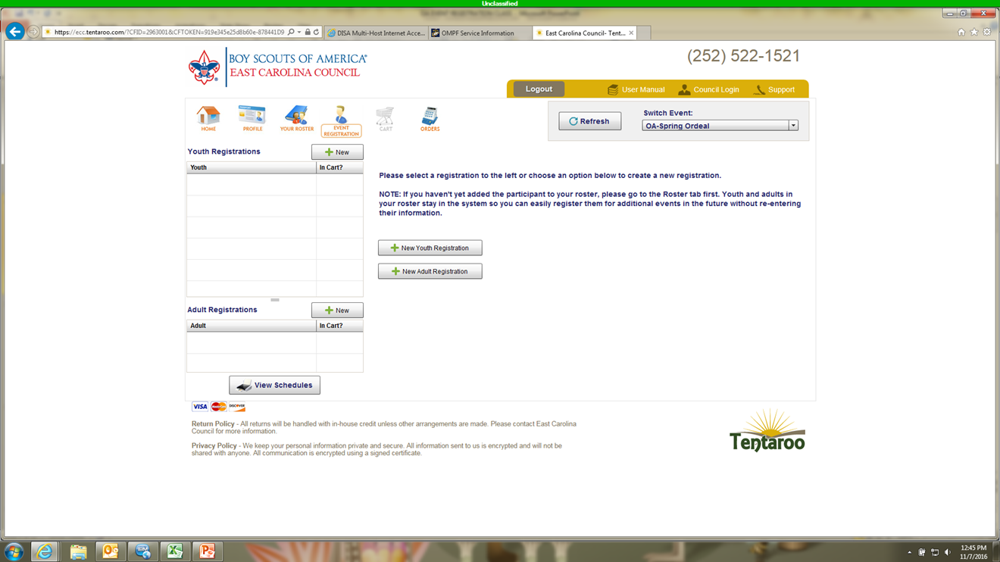 Unclassified
https://ecc.tentaroo.com/?CFID=2963001&CFTOKEN=919e345e25d8b60e-878441D9
DISA Multi-Host Internet Acce...
OMPF Service Information
East Carolina Council- Tent...
BOY SCOUTS OF AMERICA®
EAST CAROLINA COUNCIL
(252) 522-1521
Logout
User Manual
Council Login
Support
HOME
PROFILE
YOUR ROSTER
EVENT
REGISTRATION
CART
ORDERS
Refresh
Switch Event:
OA-Spring Ordeal
Youth Registrations
New
Youth
In Cart?
Please select a registration to the left or choose an option below to create a new registration.
NOTE: If you haven't yet added the participant to your roster, please go to the Roster tab first. Youth and adults in
your roster stay in the system so you can easily register them for additional events in the future without re-entering
their information.
New Youth Registration
New Adult Registration
Adult Registrations
New
Adult
In Cart?
View Schedules
VISA
MasterCard
DISCOVER
Return Policy - All returns will be handled with in-house credit unless other arrangements are made. Please contact East Carolina
Council for more information.
Privacy Policy - We keep your personal information private and secure. All information sent to us is encrypted and will not be
shared with anyone. All communication is encrypted using a signed certificate.
Tentaroo
12:45 PM
11/7/2016